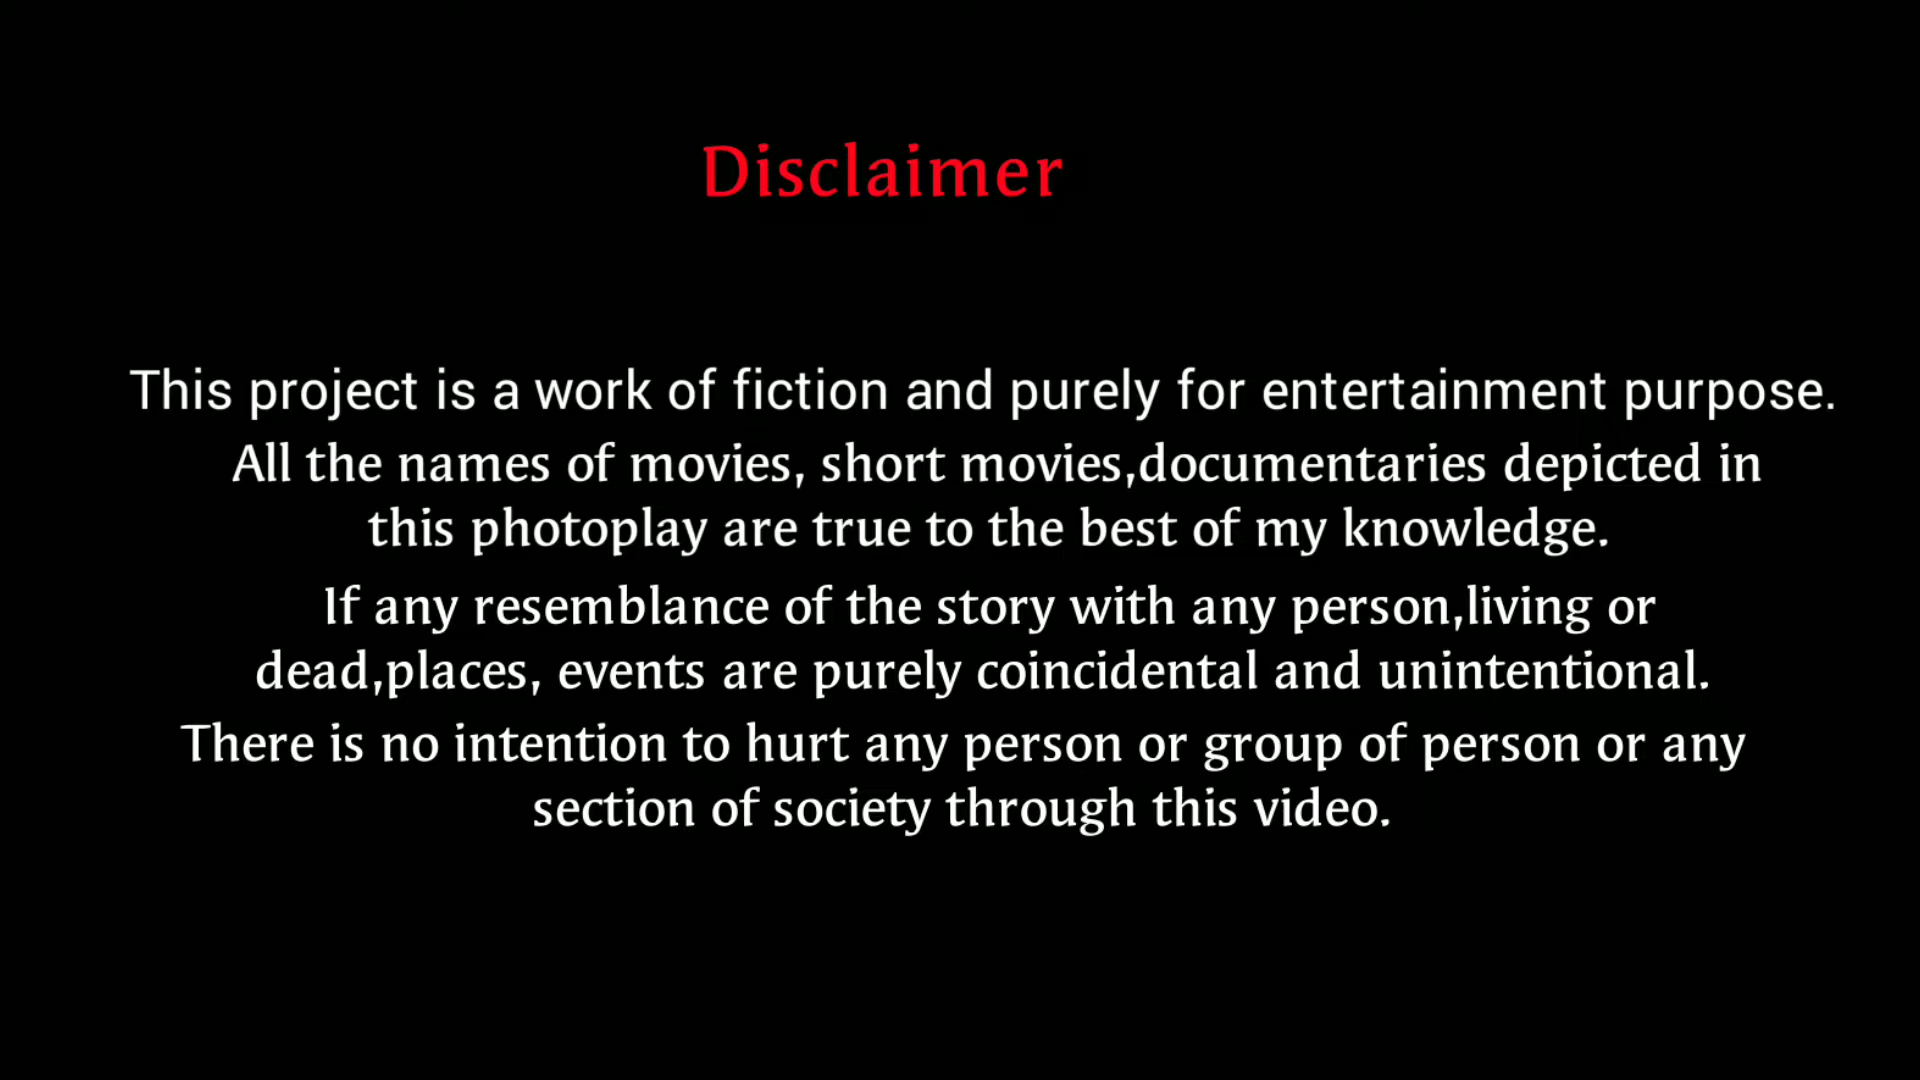 Disclaimer
This project is a work of fiction and purely for entertainment purpose.
All the names of movies, short movies,documentaries depicted in
this photoplay are true to the best of my knowledge.
If any resemblance of the story with any person,living or
dead,places, events are purely coincidental and unintentional.
There is no intention to hurt any person or group of person or any
section of society through this video.